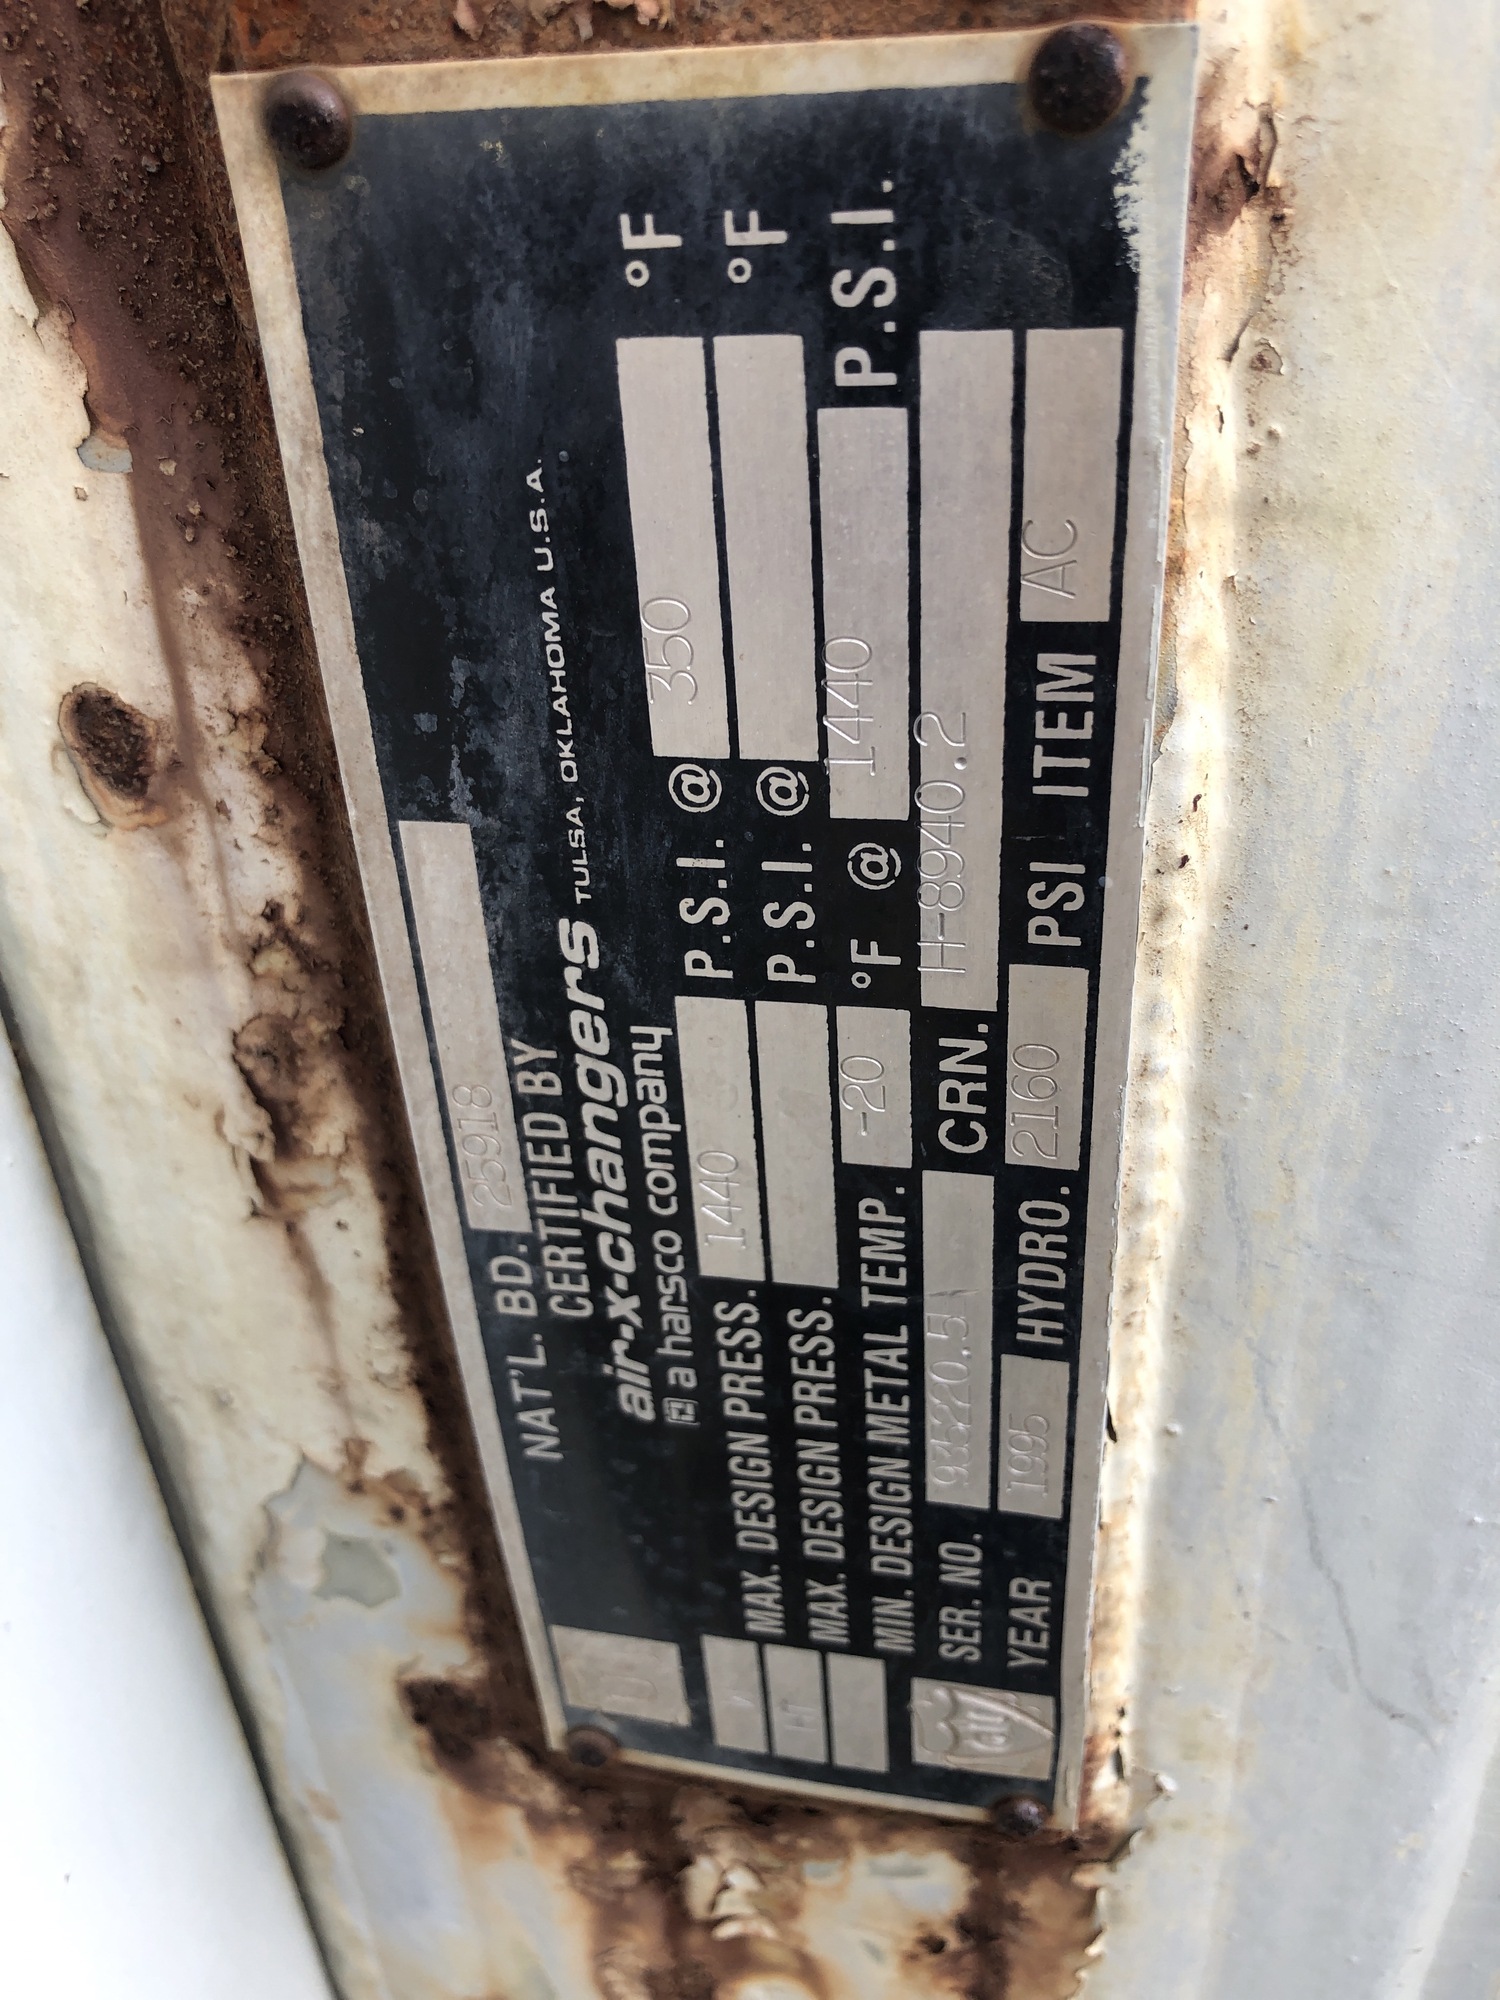 NAT'L. BD. 25918
CERTIFIED BY
air-x-changers TULSA, OKLAHOMA U.S.A.
a harsco company
MAX. DESIGN PRESS. 1440 P.S.I. @ 350 °F
MAX. DESIGN PRESS. P.S.I. @ °F
MIN. DESIGN METAL TEMP. -20 °F @ 1440 P.S.I.
SER. NO. 935220.51 CRN. H-8940.2
YEAR 1995 HYDRO. 2160 PSI ITEM AC